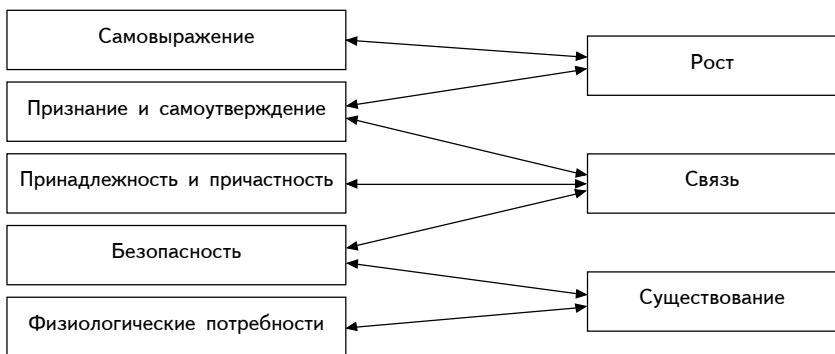 Самовыражение
Признание и самоутверждение
Принадлежность и причастность
Безопасность
Физиологические потребности
Рост
Связь
Существование